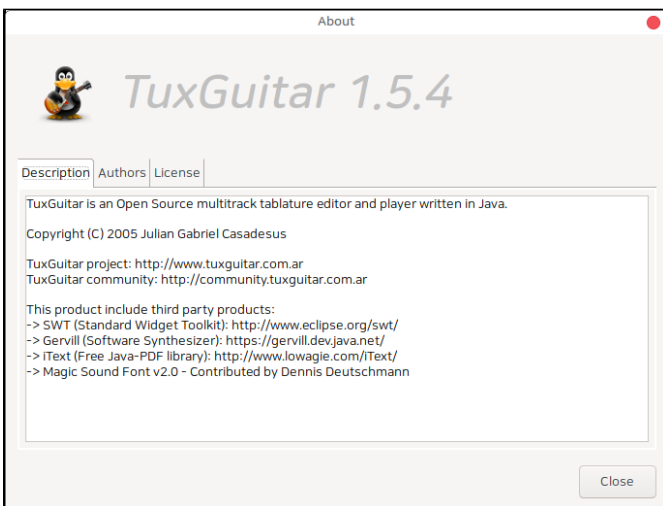 About
TuxGuitar 1.5.4
Description Authors License
TuxGuitar is an Open Source multitrack tablature editor and player written in Java.
Copyright (C) 2005 Julian Gabriel Casadesus
TuxGuitar project: http://www.tuxguitar.com.ar
TuxGuitar community: http://community.tuxguitar.com.ar
This product include third party products:
-> SWT (Standard Widget Toolkit): http://www.eclipse.org/swt/
-> Gervill (Software Synthesizer): https://gervill.dev.java.net/
-> iText (Free Java-PDF library): http://www.lowagie.com/iText/
-> Magic Sound Font v2.0 - Contributed by Dennis Deutschmann
Close